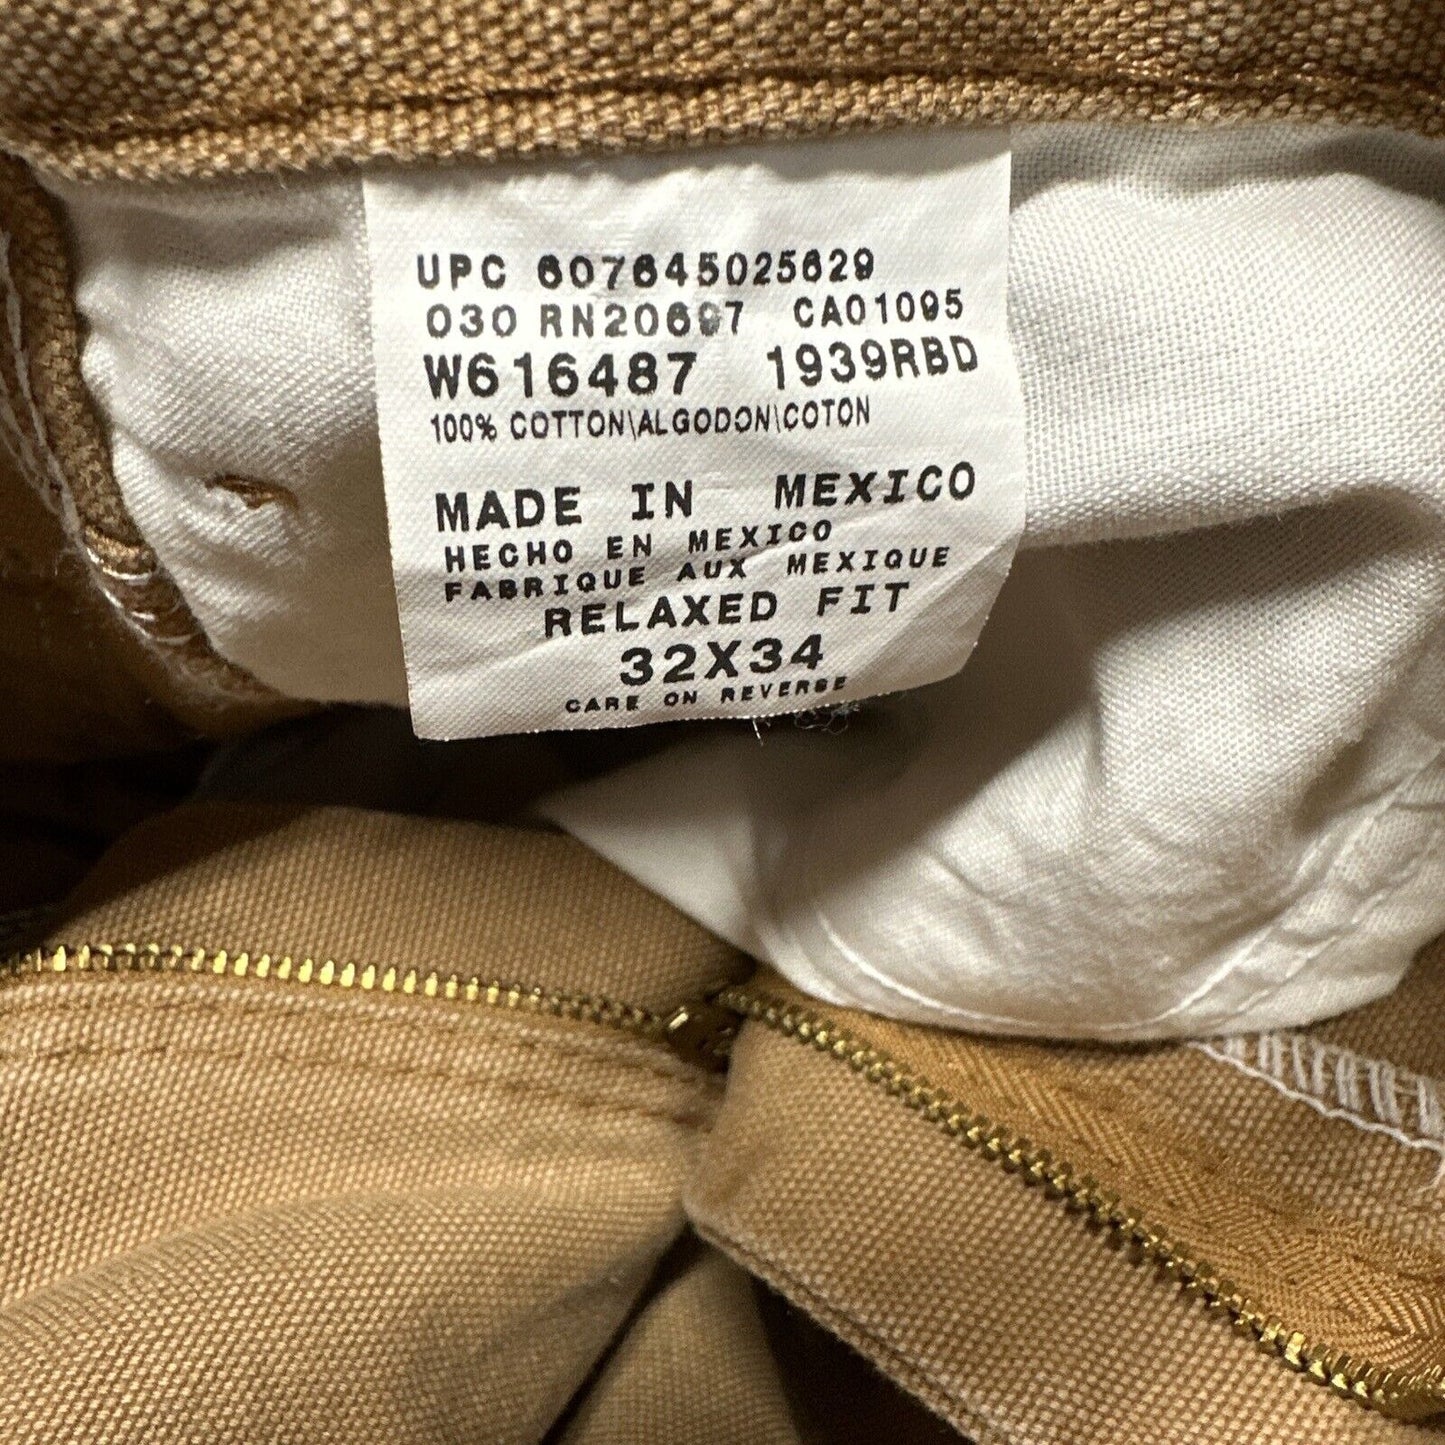 UPC 607645025629
030 RN20697 CA01095
W616487 1939RBD
100% COTTON\ALGODON\COTON
MADE IN MEXICO
HECHO EN MEXICO
FABRIQUE AUX MEXIQUE
RELAXED FIT
32X34
CARE ON REVERSE